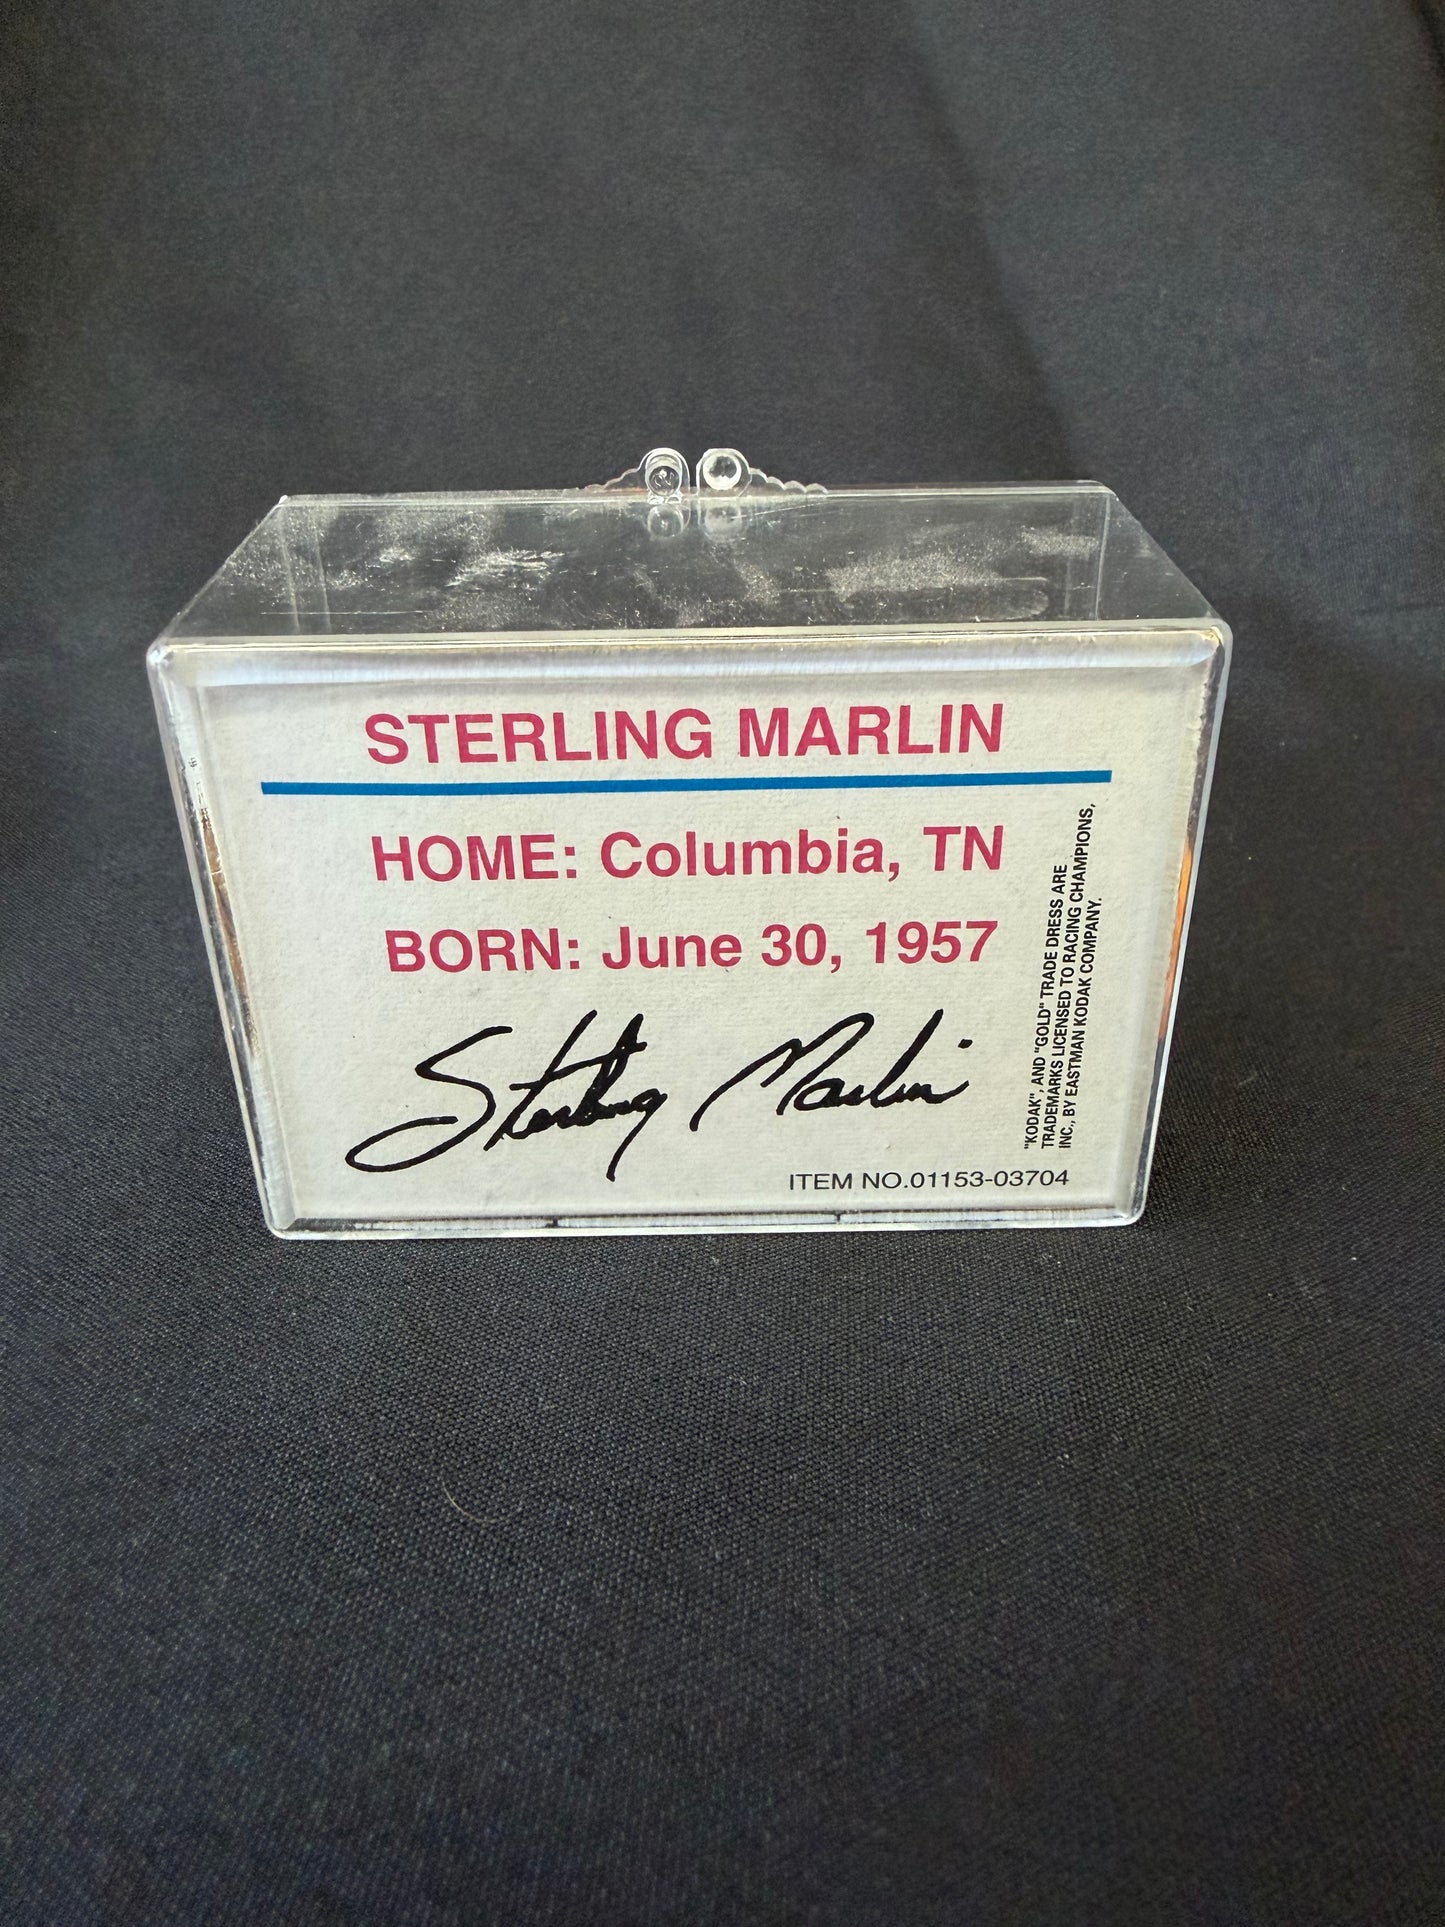 STERLING MARLIN
HOME: Columbia, TN
BORN: June 30, 1957
Sterling Marlin
ITEM NO.01153-03704
"KODAK", AND "GOLD" TRADE DRESS ARE
TRADEMARKS LICENSED TO RACING CHAMPIONS,
INC., BY EASTMAN KODAK COMPANY.